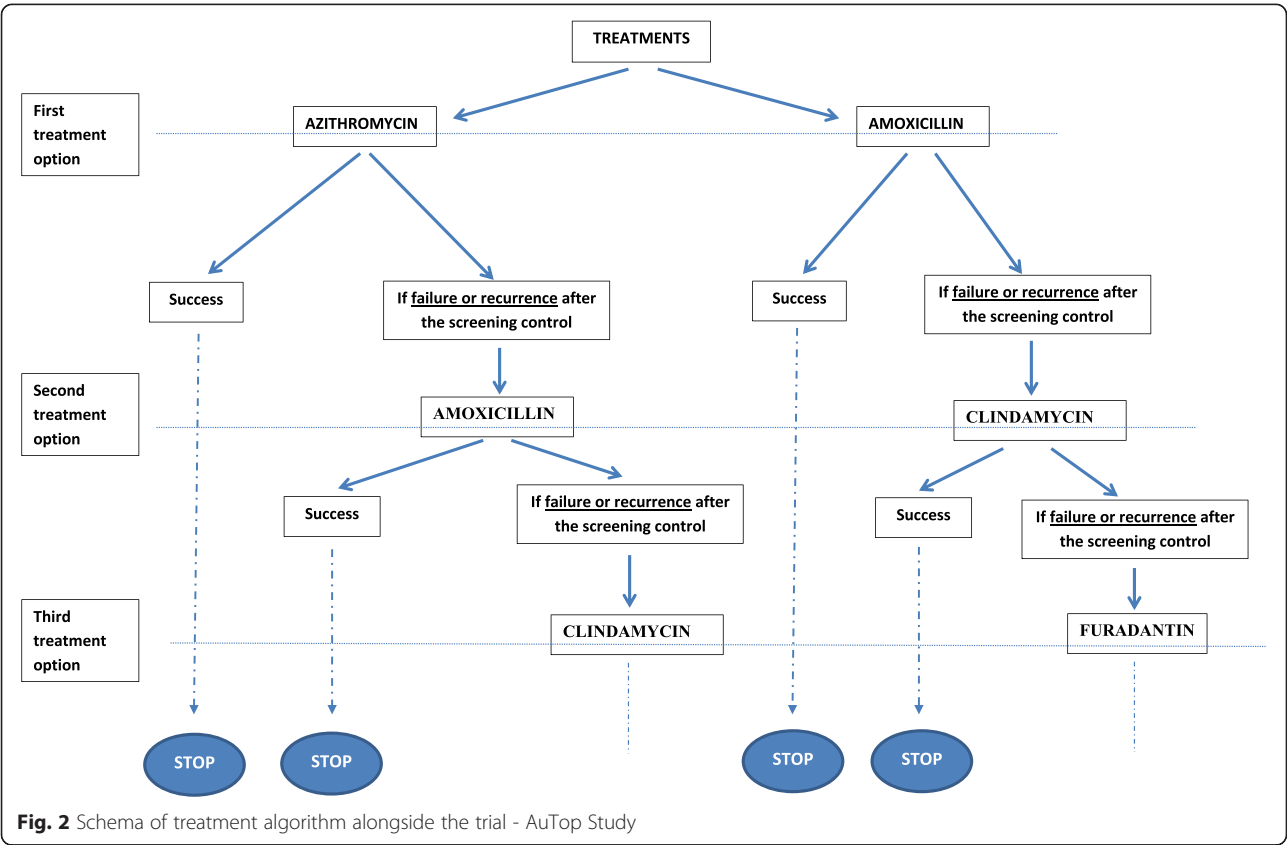 TREATMENTS
First
treatment
option
AZITHROMYCIN
AMOXICILLIN
Success
If failure or recurrence after
the screening control
Success
If failure or recurrence after
the screening control
Second
treatment
option
AMOXICILLIN
CLINDAMYCIN
Success
If failure or recurrence after
the screening control
Success
If failure or recurrence after
the screening control
Third
treatment
option
CLINDAMYCIN
FURADANTIN
STOP
STOP
STOP
STOP
Fig. 2 Schema of treatment algorithm alongside the trial - AuTop Study